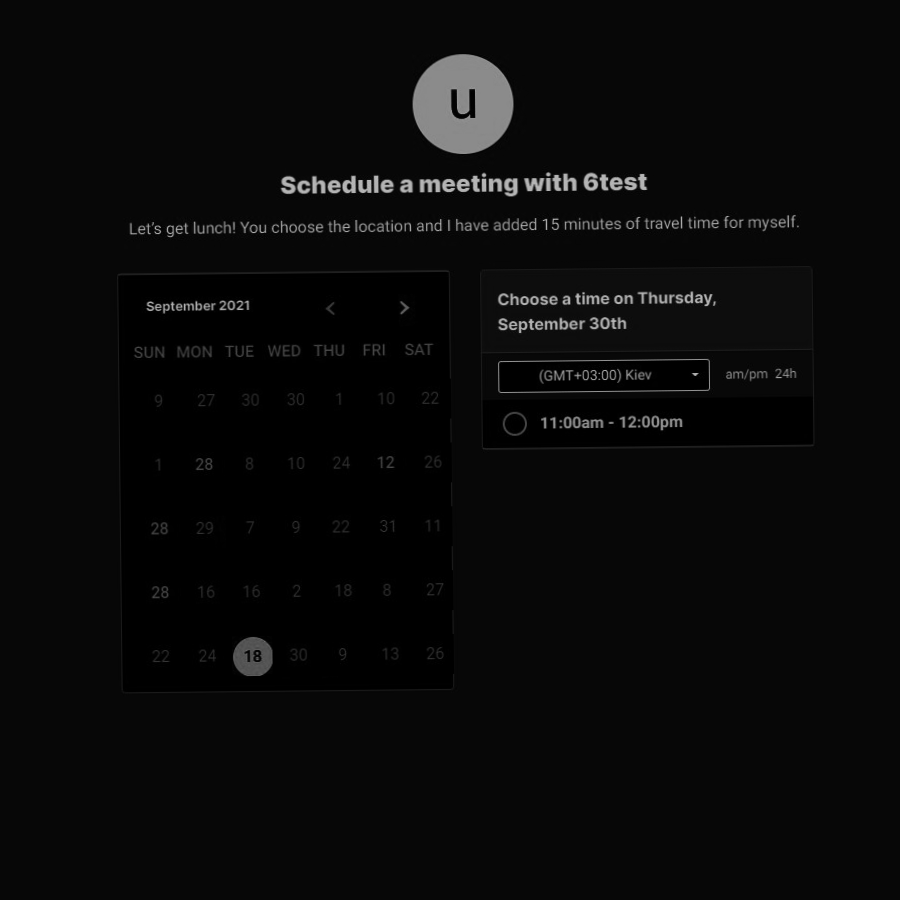 u
Schedule a meeting with 6test
Let's get lunch! You choose the location and I have added 15 minutes of travel time for myself.
September 2021
SUN MON TUE WED THU FRI SAT
9 27 30 30 1 10 22
1 28 8 10 24 12 26
28 29 7 9 22 31 11
28 16 16 2 18 8 27
22 24 18 30 9 13 26
Choose a time on Thursday,
September 30th
(GMT+03:00) Kiev am/pm 24h
11:00am - 12:00pm